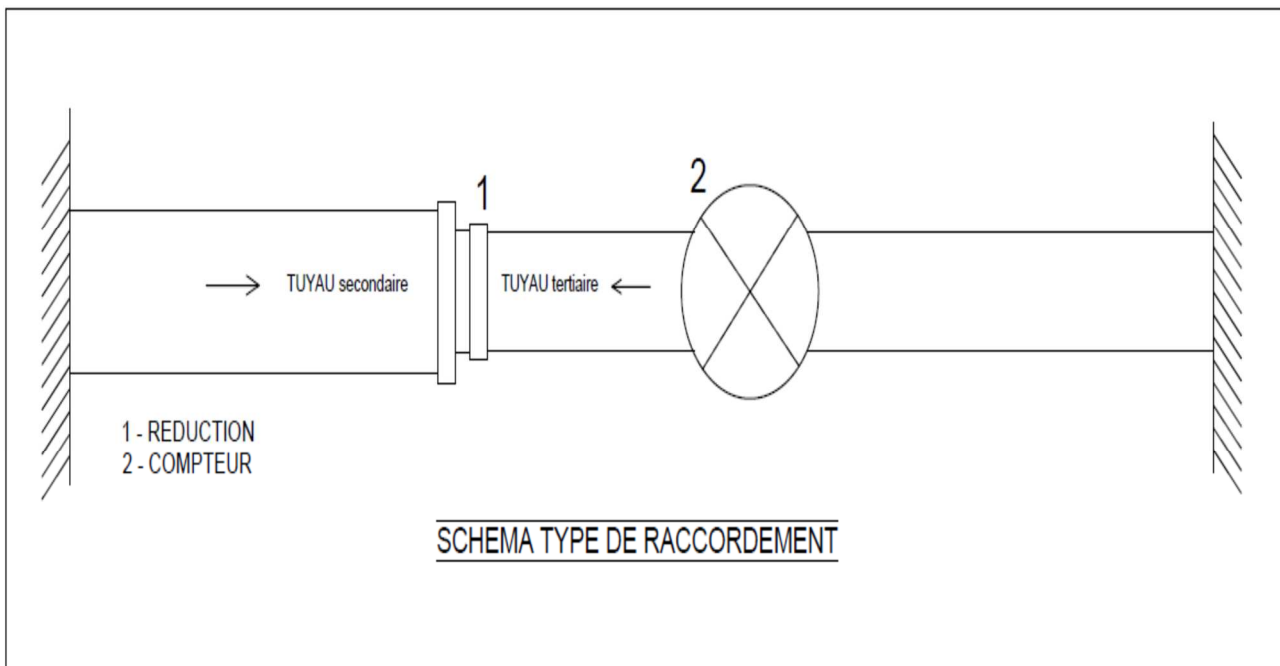 1
2
TUYAU secondaire
TUYAU tertiaire
1 - REDUCTION
2 - COMPTEUR
SCHEMA TYPE DE RACCORDEMENT